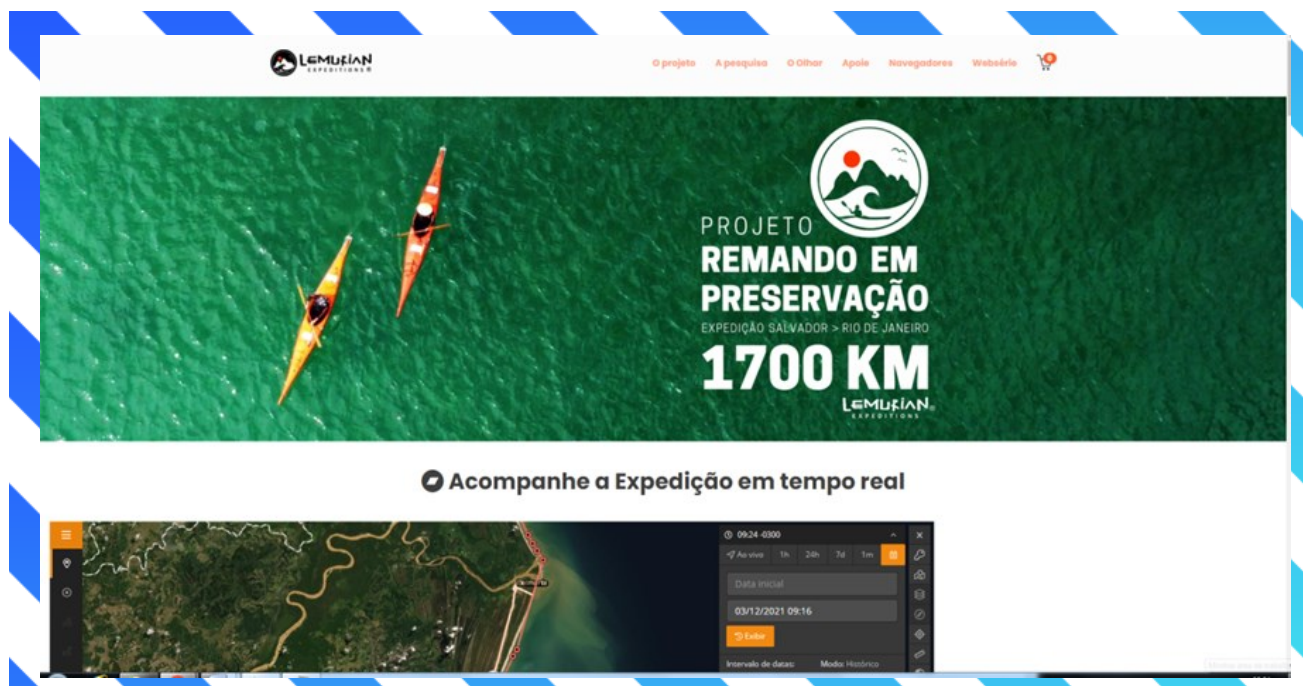 LEMURIAN
EXPEDITIONS®
O projeto A pesquisa O Olhar Apoie Navegadores Websérie 0
PROJETO
REMANDO EM
PRESERVAÇÃO
EXPEDIÇÃO SALVADOR > RIO DE JANEIRO
1700 KM
LEMURIAN®
EXPEDITIONS
Acompanhe a Expedição em tempo real
09:24 -0300
Ao vivo 1h 24h 7d 1m
Data inicial
03/12/2021 09:16
Exibir
Intervalo de datas: Modo: Histórico